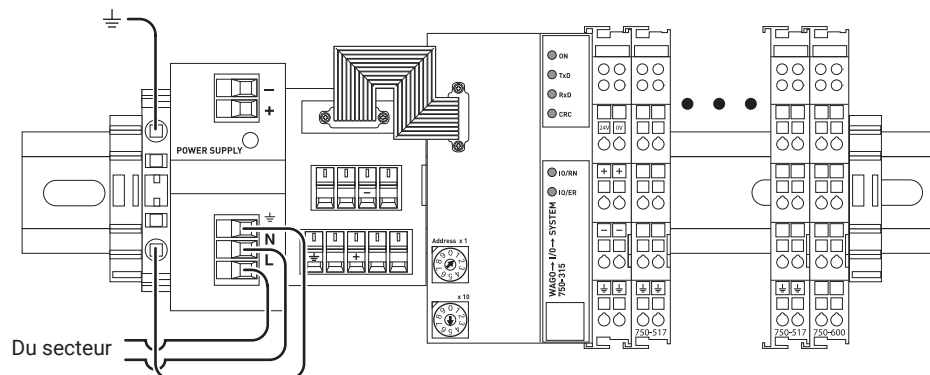 POWER SUPPLY
−
+
N
L
Du secteur
−
+
Address x 1
x 10
ON
TxD
RxD
CRC
IO/RN
IO/ER
WAGO→ I/O→ SYSTEM
750-315
24V 0V
+ +
− −
750-517
750-517
750-600